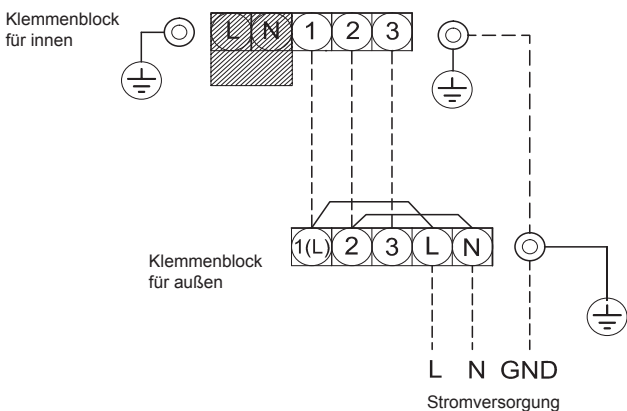 Klemmenblock
für innen
L N 1 2 3
Klemmenblock
für außen
1(L) 2 3 L N
L N GND
Stromversorgung